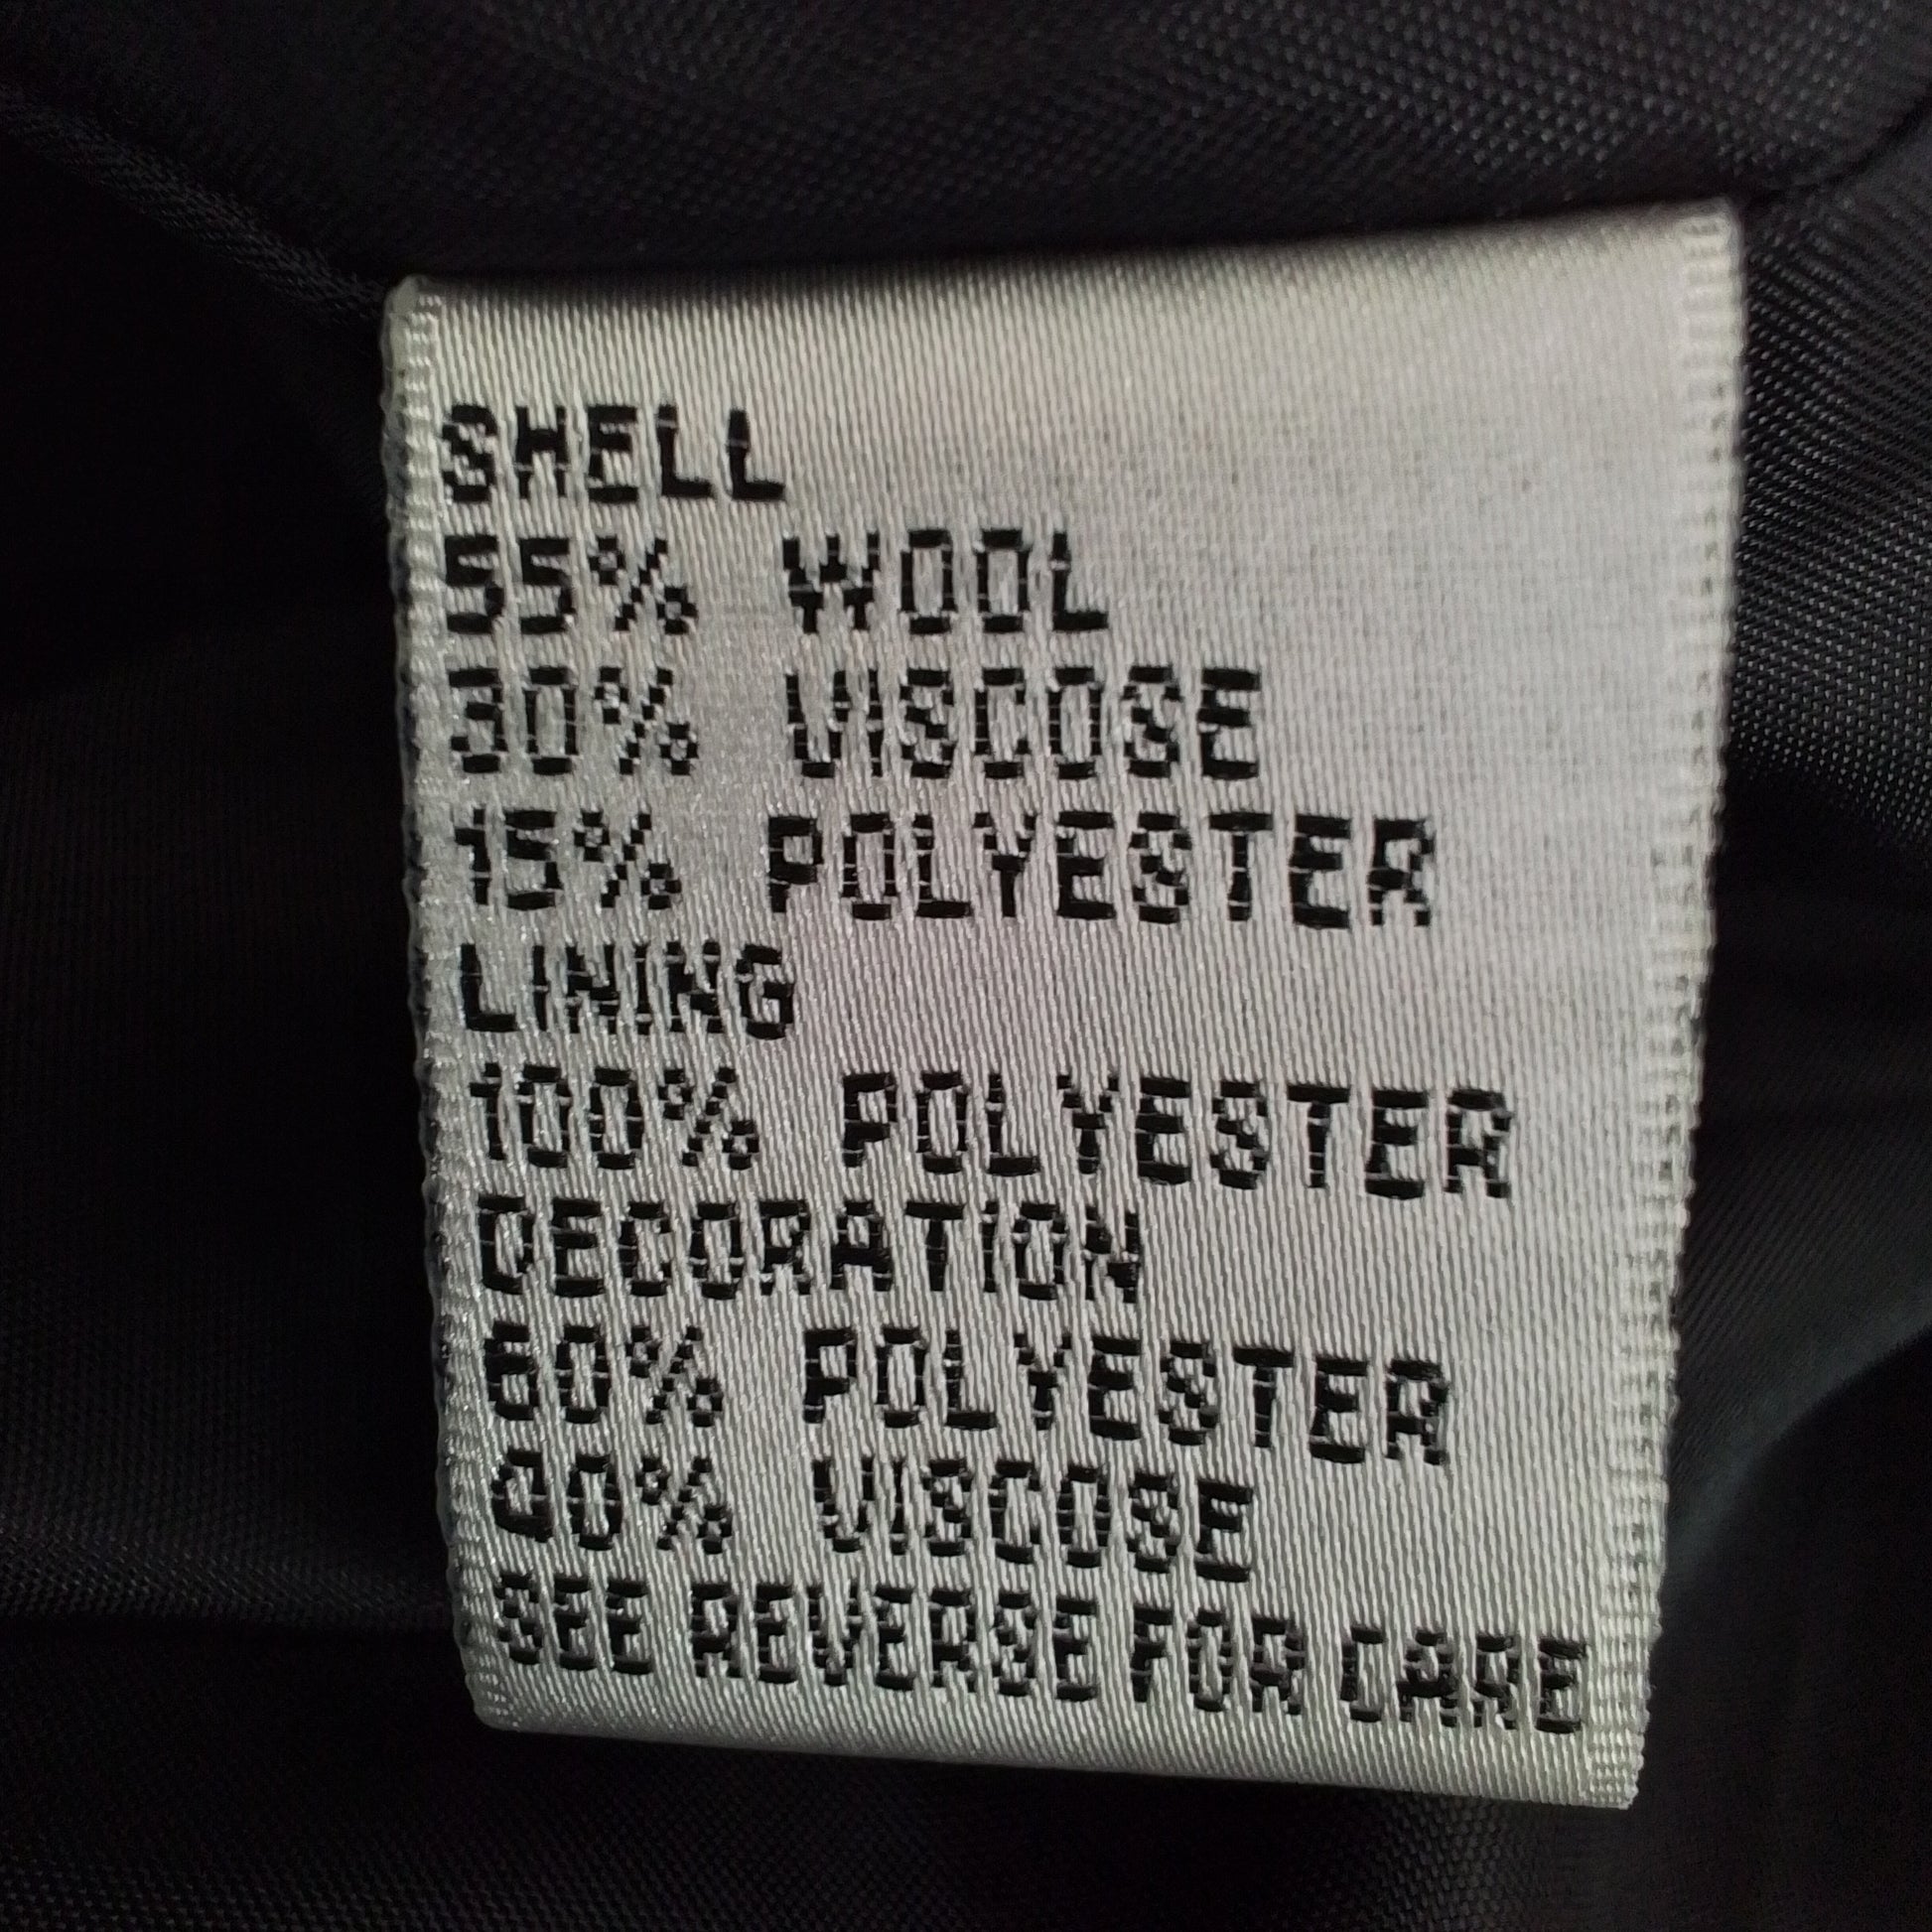 SHELL
55% WOOL
30% VISCOSE
15% POLYESTER
LINING
100% POLYESTER
DECORATION
60% POLYESTER
40% VISCOSE
SEE REVERSE FOR CARE